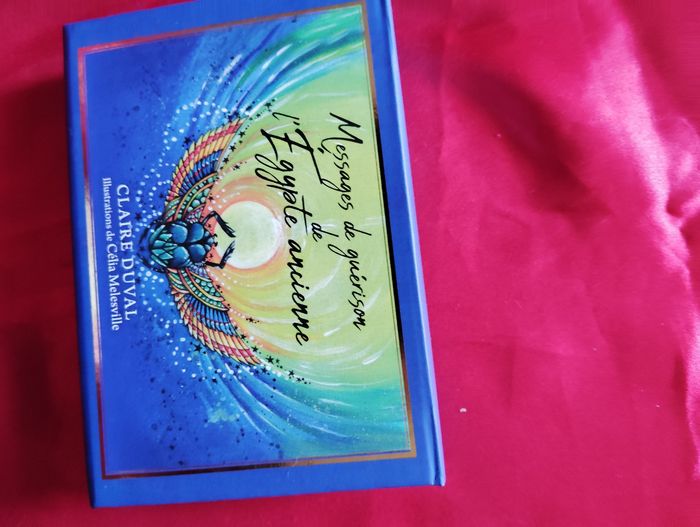 Messages de guérison
de
l'Égypte ancienne
CLAIRE DUVAL
Illustrations de Célia Melesville